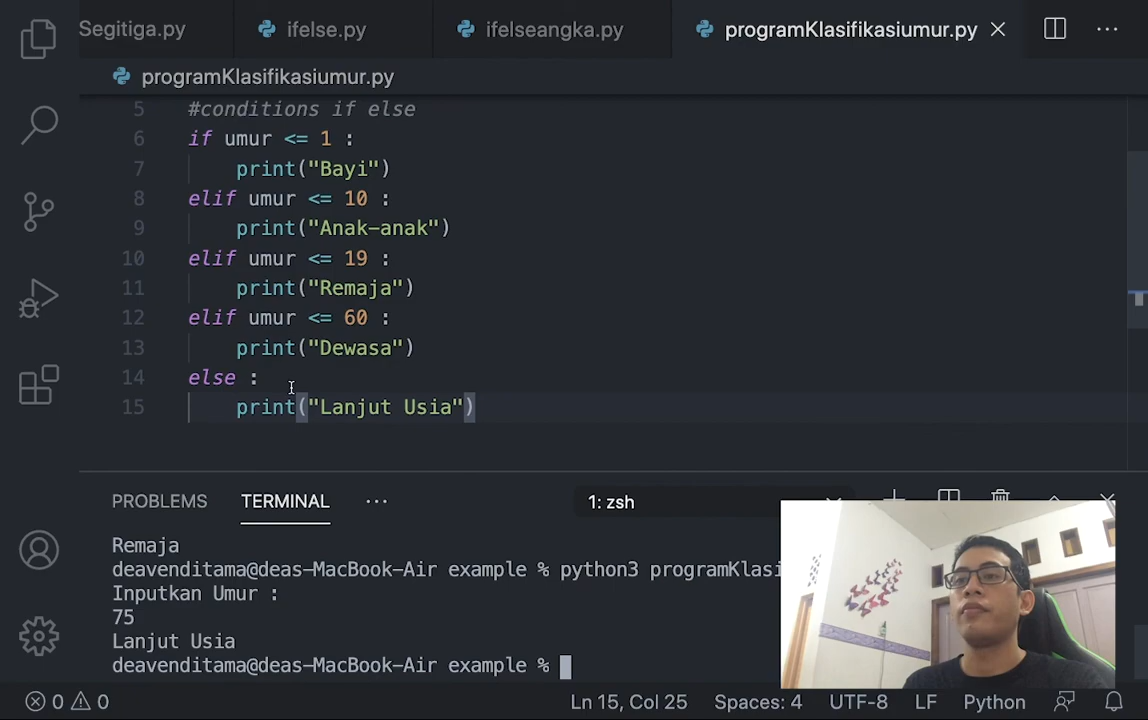 Segitiga.py ifelse.py ifelseangka.py programKlasifikasiumur.py
programKlasifikasiumur.py
5 #conditions if else
6 if umur <= 1 :
7 print("Bayi")
8 elif umur <= 10 :
9 print("Anak-anak")
10 elif umur <= 19 :
11 print("Remaja")
12 elif umur <= 60 :
13 print("Dewasa")
14 else :
15 print("Lanjut Usia")
PROBLEMS TERMINAL ... 1: zsh
Remaja
deavenditama@deas-MacBook-Air example % python3 programKlasi
Inputkan Umur :
75
Lanjut Usia
deavenditama@deas-MacBook-Air example %
0 0 Ln 15, Col 25 Spaces: 4 UTF-8 LF Python